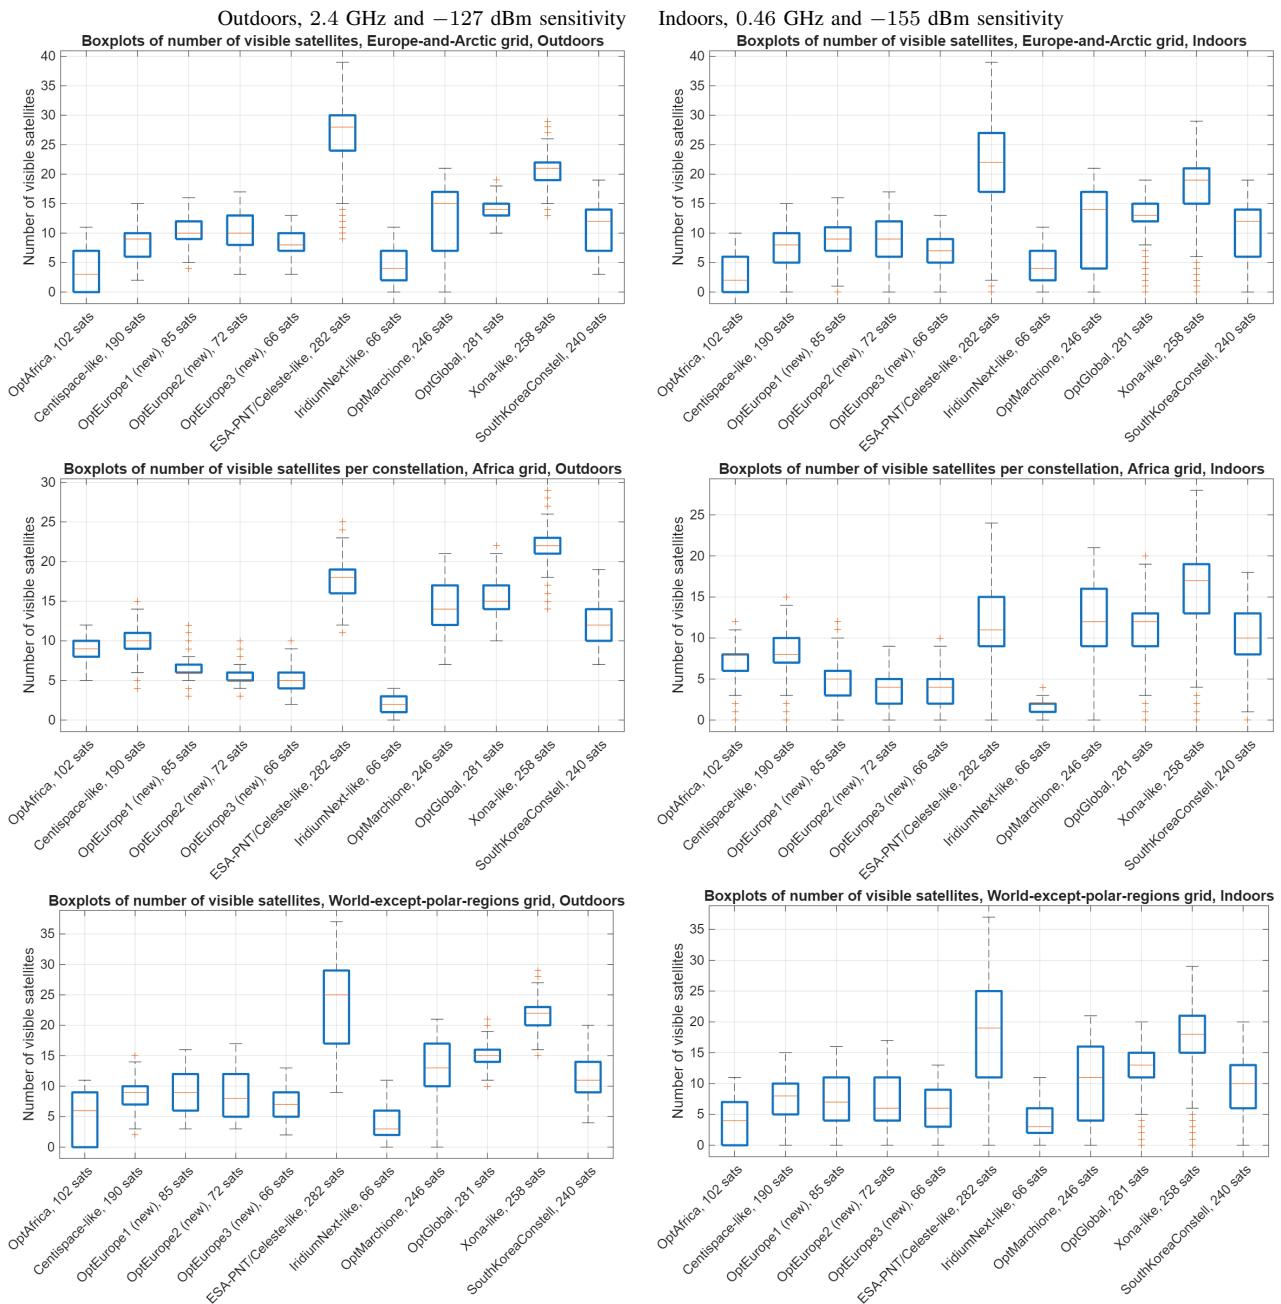 Outdoors, 2.4 GHz and −127 dBm sensitivity
Indoors, 0.46 GHz and −155 dBm sensitivity
Boxplots of number of visible satellites, Europe-and-Arctic grid, Outdoors
Number of visible satellites
40
35
30
25
20
15
10
5
0
OptAfrica, 102 sats
Centispace-like, 190 sats
OptEurope1 (new), 85 sats
OptEurope2 (new), 72 sats
OptEurope3 (new), 66 sats
ESA-PNT/Celeste-like, 282 sats
IridiumNext-like, 66 sats
OptMarchione, 246 sats
OptGlobal, 281 sats
Xona-like, 258 sats
SouthKoreaConstell, 240 sats
Boxplots of number of visible satellites, Europe-and-Arctic grid, Indoors
Number of visible satellites
40
35
30
25
20
15
10
5
0
OptAfrica, 102 sats
Centispace-like, 190 sats
OptEurope1 (new), 85 sats
OptEurope2 (new), 72 sats
OptEurope3 (new), 66 sats
ESA-PNT/Celeste-like, 282 sats
IridiumNext-like, 66 sats
OptMarchione, 246 sats
OptGlobal, 281 sats
Xona-like, 258 sats
SouthKoreaConstell, 240 sats
Boxplots of number of visible satellites per constellation, Africa grid, Outdoors
Number of visible satellites
30
25
20
15
10
5
0
OptAfrica, 102 sats
Centispace-like, 190 sats
OptEurope1 (new), 85 sats
OptEurope2 (new), 72 sats
OptEurope3 (new), 66 sats
ESA-PNT/Celeste-like, 282 sats
IridiumNext-like, 66 sats
OptMarchione, 246 sats
OptGlobal, 281 sats
Xona-like, 258 sats
SouthKoreaConstell, 240 sats
Boxplots of number of visible satellites per constellation, Africa grid, Indoors
Number of visible satellites
25
20
15
10
5
0
OptAfrica, 102 sats
Centispace-like, 190 sats
OptEurope1 (new), 85 sats
OptEurope2 (new), 72 sats
OptEurope3 (new), 66 sats
ESA-PNT/Celeste-like, 282 sats
IridiumNext-like, 66 sats
OptMarchione, 246 sats
OptGlobal, 281 sats
Xona-like, 258 sats
SouthKoreaConstell, 240 sats
Boxplots of number of visible satellites, World-except-polar-regions grid, Outdoors
Number of visible satellites
35
30
25
20
15
10
5
0
OptAfrica, 102 sats
Centispace-like, 190 sats
OptEurope1 (new), 85 sats
OptEurope2 (new), 72 sats
OptEurope3 (new), 66 sats
ESA-PNT/Celeste-like, 282 sats
IridiumNext-like, 66 sats
OptMarchione, 246 sats
OptGlobal, 281 sats
Xona-like, 258 sats
SouthKoreaConstell, 240 sats
Boxplots of number of visible satellites, World-except-polar-regions grid, Indoors
Number of visible satellites
35
30
25
20
15
10
5
0
OptAfrica, 102 sats
Centispace-like, 190 sats
OptEurope1 (new), 85 sats
OptEurope2 (new), 72 sats
OptEurope3 (new), 66 sats
ESA-PNT/Celeste-like, 282 sats
IridiumNext-like, 66 sats
OptMarchione, 246 sats
OptGlobal, 281 sats
Xona-like, 258 sats
SouthKoreaConstell, 240 sats